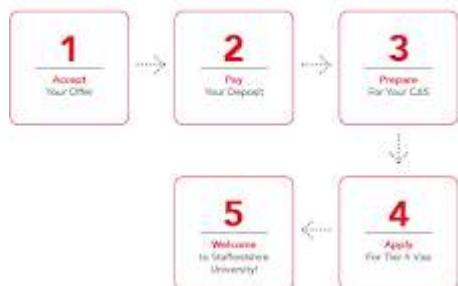 1
Accept
Your Offer
2
Pay
Your Deposit
3
Prepare
For Your CAS
4
Apply
For Tier 4 Visa
5
Welcome
to Staffordshire
University!